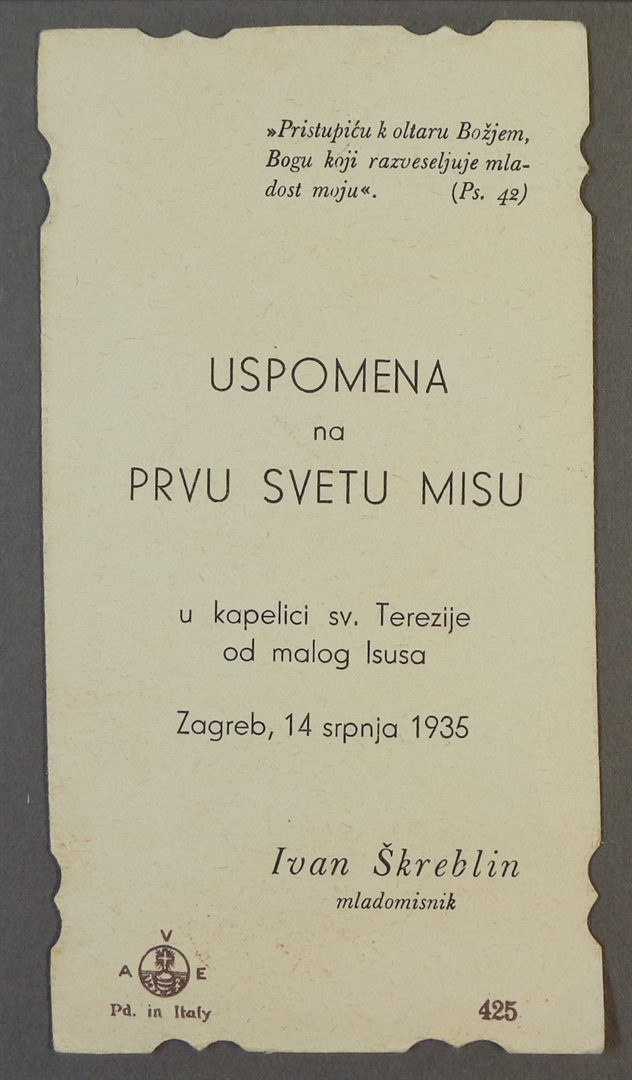 »Pristupiću k oltaru Božjem,
Bogu koji razveseljuje mla-
dost moju«. (Ps. 42)
USPOMENA
na
PRVU SVETU MISU
u kapelici sv. Terezije
od malog Isusa
Zagreb, 14 srpnja 1935
Ivan Škreblin
mladomisnik
A V E
Pd. in Italy
425